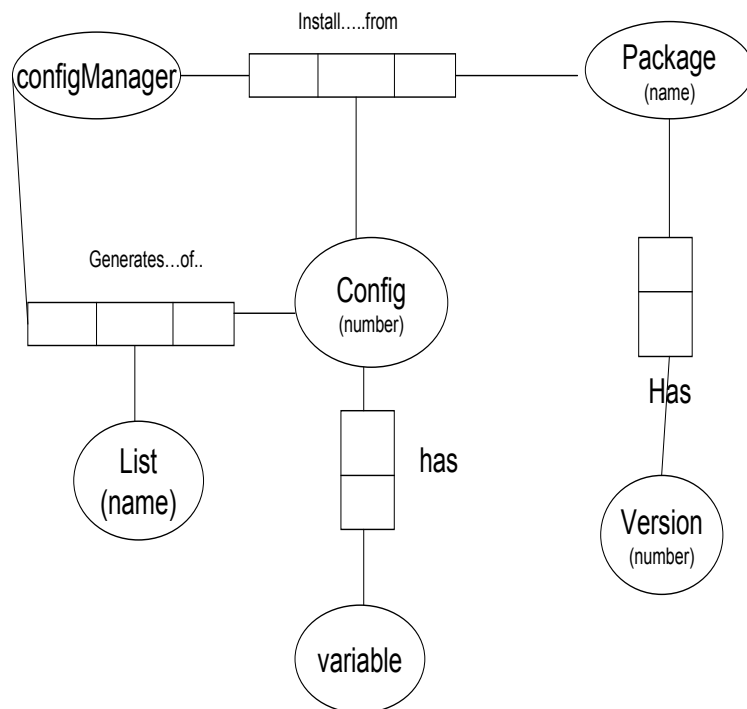 Install.....from
configManager
Package
(name)
Generates...of..
Config
(number)
Has
List
(name)
has
Version
(number)
variable